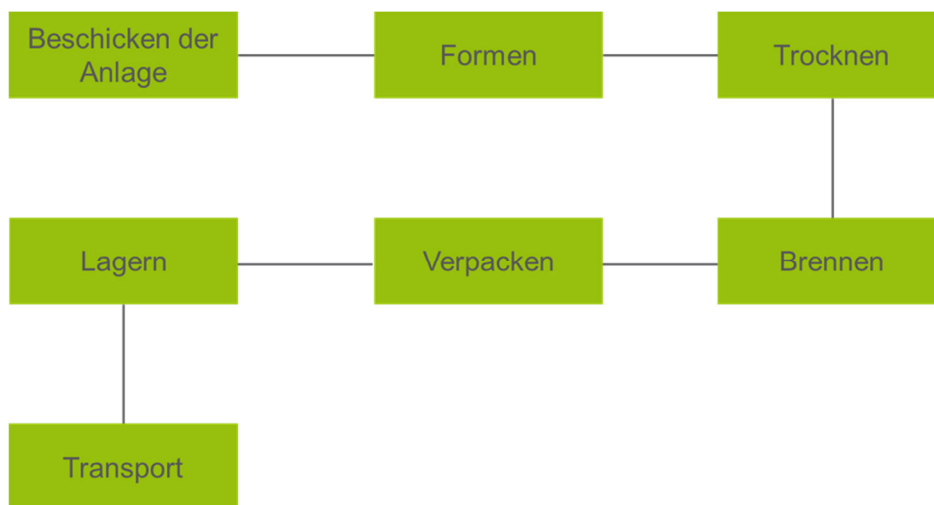 Beschicken der
Anlage
Formen
Trocknen
Brennen
Verpacken
Lagern
Transport